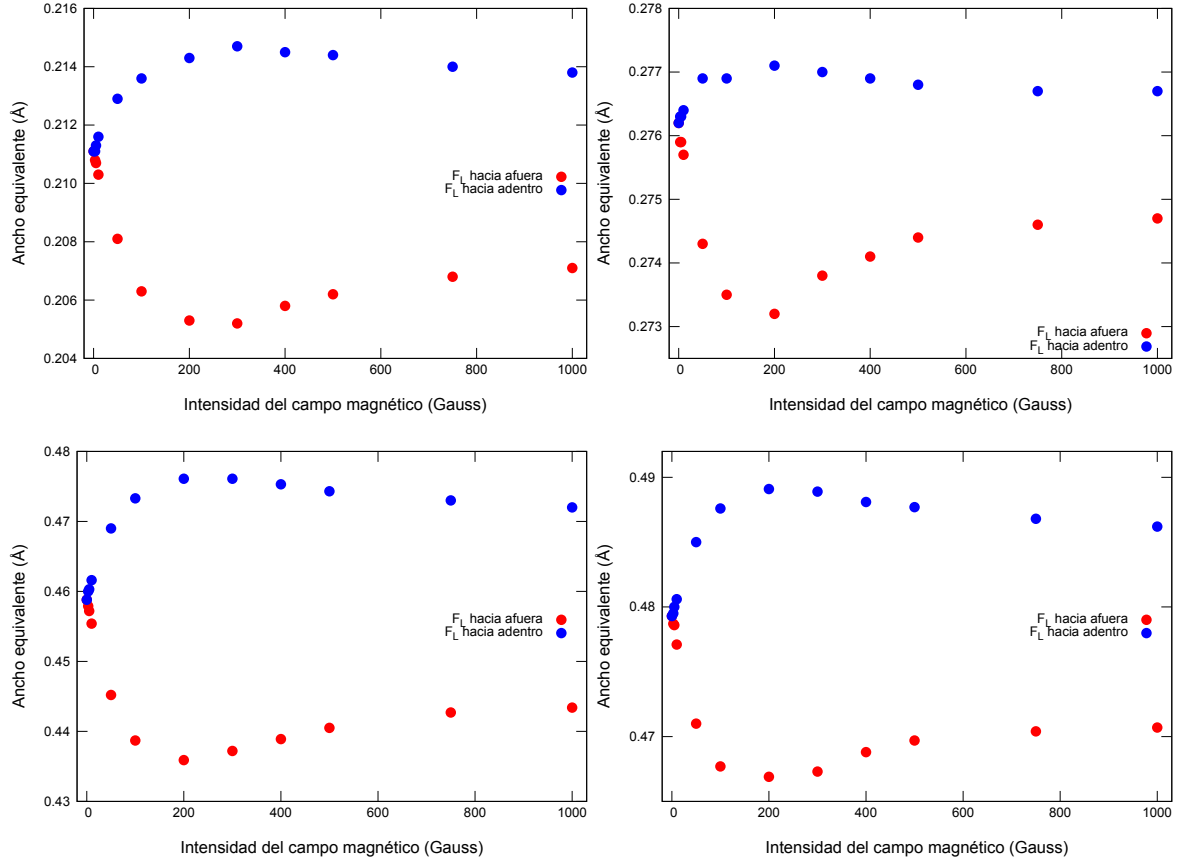 0.216
0.214
0.212
0.210
0.208
0.206
0.204
0
200
400
600
800
1000
Ancho equivalente (Å)
F_L hacia afuera
F_L hacia adentro
Intensidad del campo magnético (Gauss)
0.278
0.277
0.276
0.275
0.274
0.273
0
200
400
600
800
1000
Ancho equivalente (Å)
F_L hacia afuera
F_L hacia adentro
Intensidad del campo magnético (Gauss)
0.48
0.47
0.46
0.45
0.44
0.43
0
200
400
600
800
1000
Ancho equivalente (Å)
F_L hacia afuera
F_L hacia adentro
Intensidad del campo magnético (Gauss)
0.49
0.48
0.47
0
200
400
600
800
1000
Ancho equivalente (Å)
F_L hacia afuera
F_L hacia adentro
Intensidad del campo magnético (Gauss)